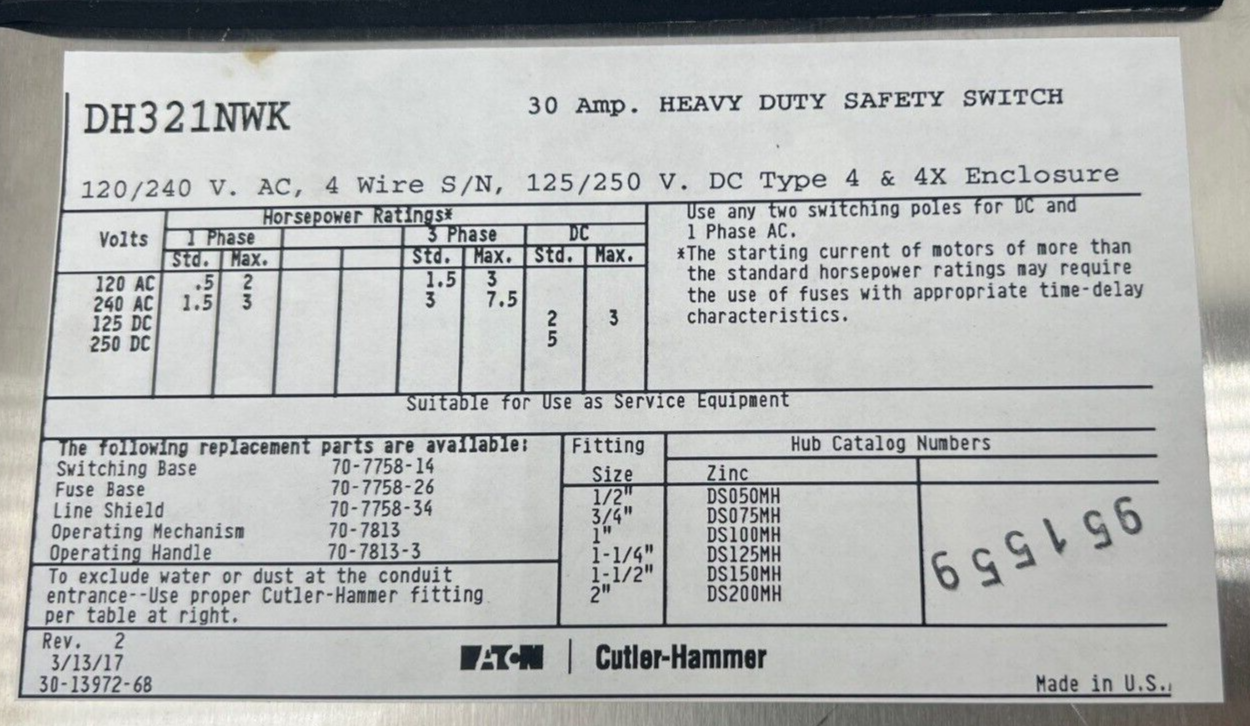 DH321NWK
30 Amp. HEAVY DUTY SAFETY SWITCH
120/240 V. AC, 4 Wire S/N, 125/250 V. DC Type 4 & 4X Enclosure
Volts
Horsepower Ratings*
1 Phase 3 Phase DC
Std. Max. Std. Max. Std. Max.
120 AC .5 2 1.5 3
240 AC 1.5 3 3 7.5
125 DC 2 3
250 DC 5
Use any two switching poles for DC and
1 Phase AC.
*The starting current of motors of more than
the standard horsepower ratings may require
the use of fuses with appropriate time-delay
characteristics.
Suitable for Use as Service Equipment
The following replacement parts are available:
Switching Base 70-7758-14
Fuse Base 70-7758-26
Line Shield 70-7758-34
Operating Mechanism 70-7813
Operating Handle 70-7813-3
To exclude water or dust at the conduit
entrance--Use proper Cutler-Hammer fitting
per table at right.
Fitting Hub Catalog Numbers
Size Zinc
1/2" DS050MH
3/4" DS075MH
1" DS100MH
1-1/4" DS125MH
1-1/2" DS150MH
2" DS200MH
951559
Rev. 2
3/13/17
30-13972-68
EATON | Cutler-Hammer
Made in U.S.